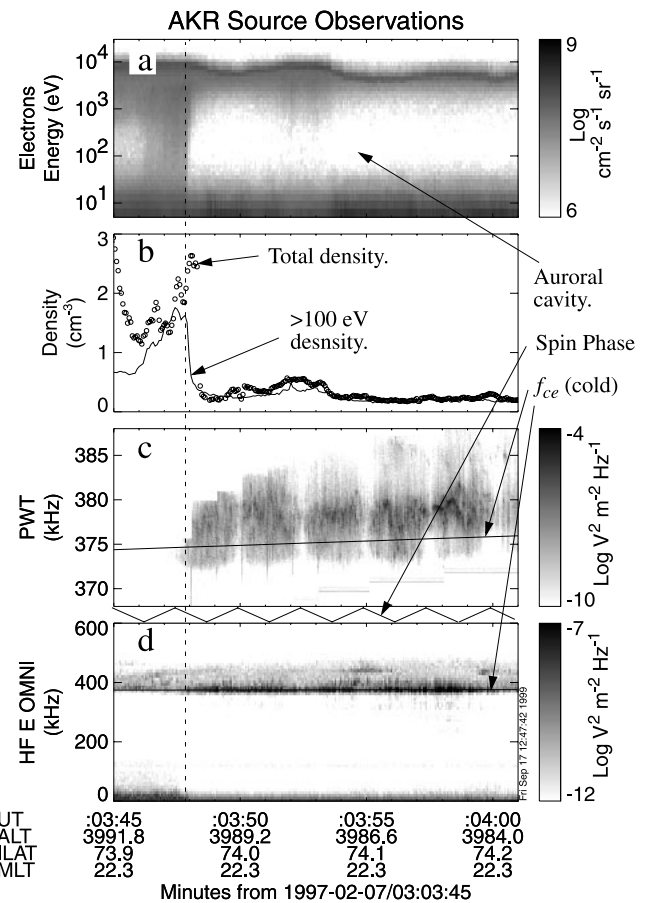 AKR Source Observations
a
Electrons
Energy (eV)
10⁴
10³
10²
10¹
9
Log
cm⁻² s⁻¹ sr⁻¹
6
Auroral
cavity.
b
Density
(cm⁻³)
3
2
1
0
Total density.
>100 eV
desnsity.
Spin Phase
f_ce (cold)
c
PWT
(kHz)
385
380
375
370
-4
Log V² m⁻² Hz⁻¹
-10
d
HF E OMNI
(kHz)
600
400
200
0
-7
Log V² m⁻² Hz⁻¹
-12
Fri Sep 17 12:47:42 1999
UT :03:45 :03:50 :03:55 :04:00
ALT 3991.8 3989.2 3986.6 3984.0
ILAT 73.9 74.0 74.1 74.2
MLT 22.3 22.3 22.3 22.3
Minutes from 1997-02-07/03:03:45